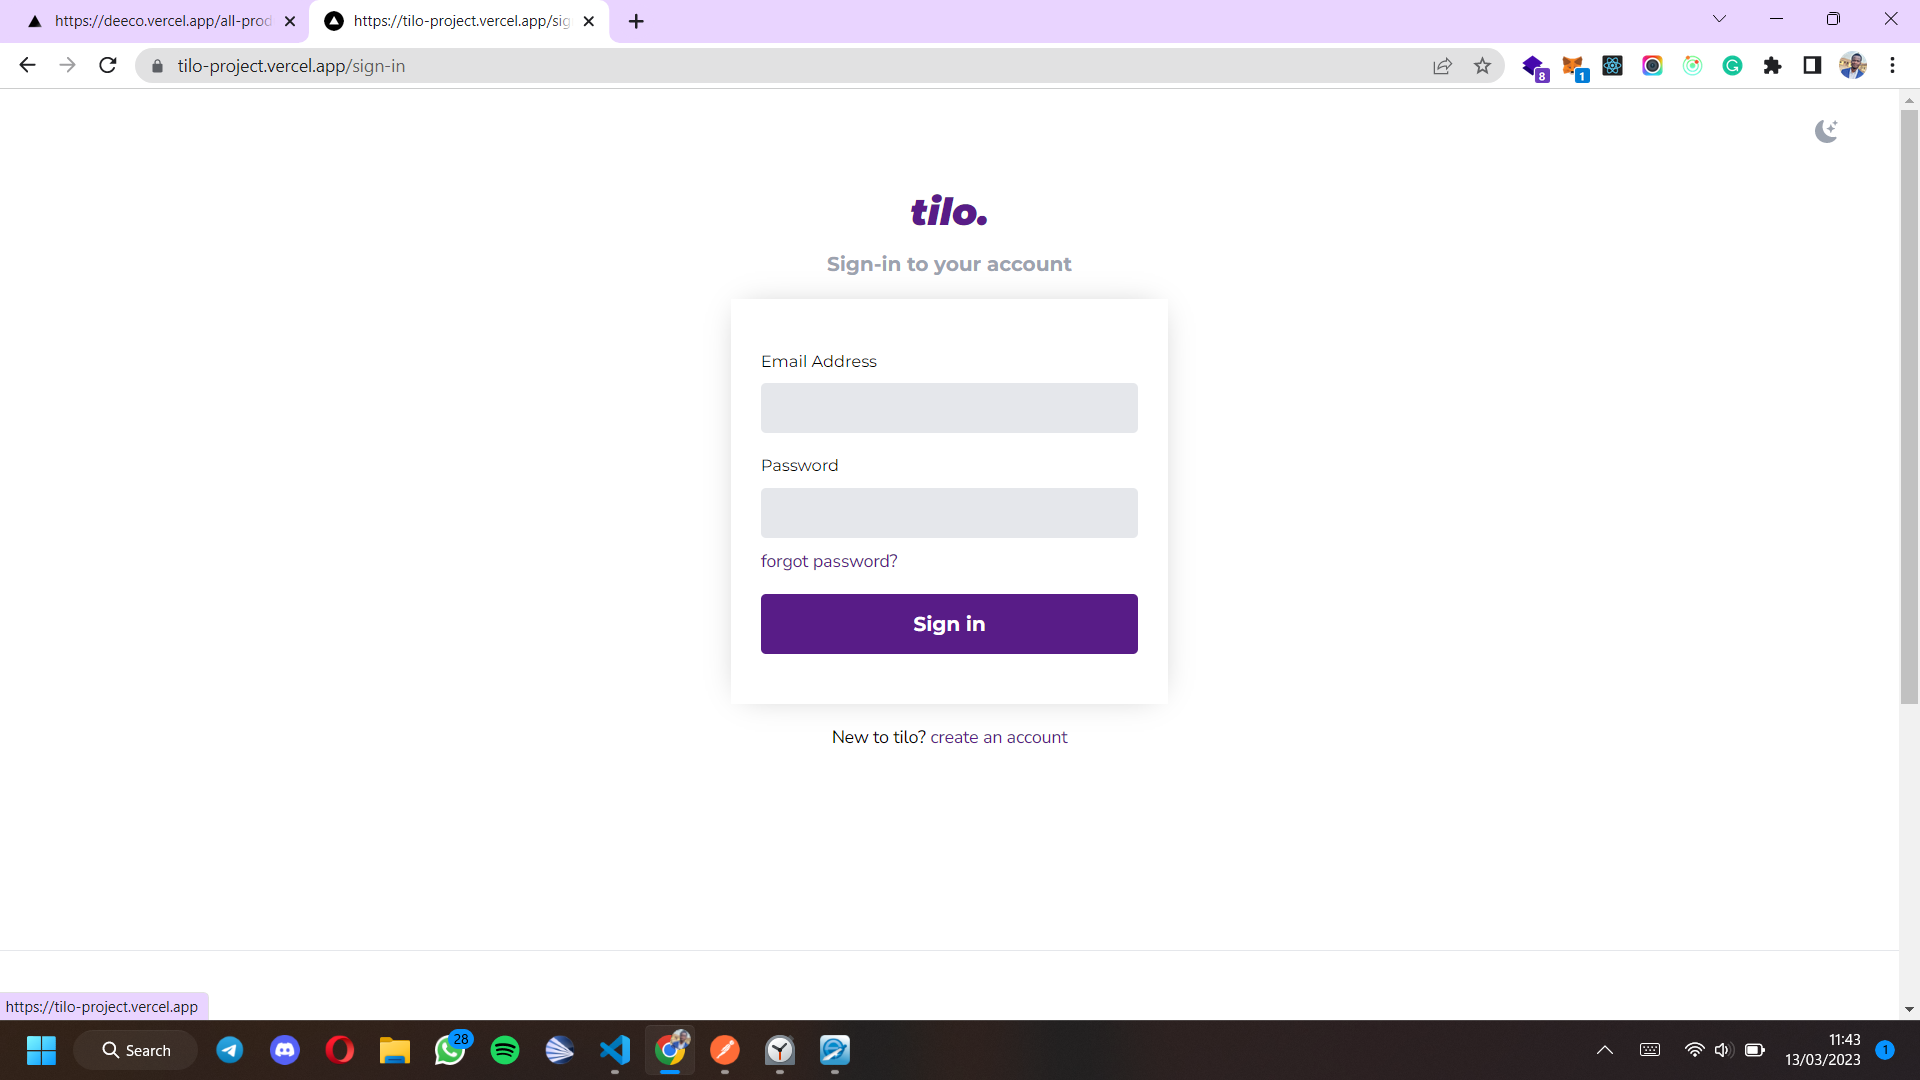 https://deeco.vercel.app/all-prod
https://tilo-project.vercel.app/sig
tilo-project.vercel.app/sign-in
8
1
tilo.
Sign-in to your account
Email Address
Password
forgot password?
Sign in
New to tilo? create an account
https://tilo-project.vercel.app
Search
28
11:43
13/03/2023
1